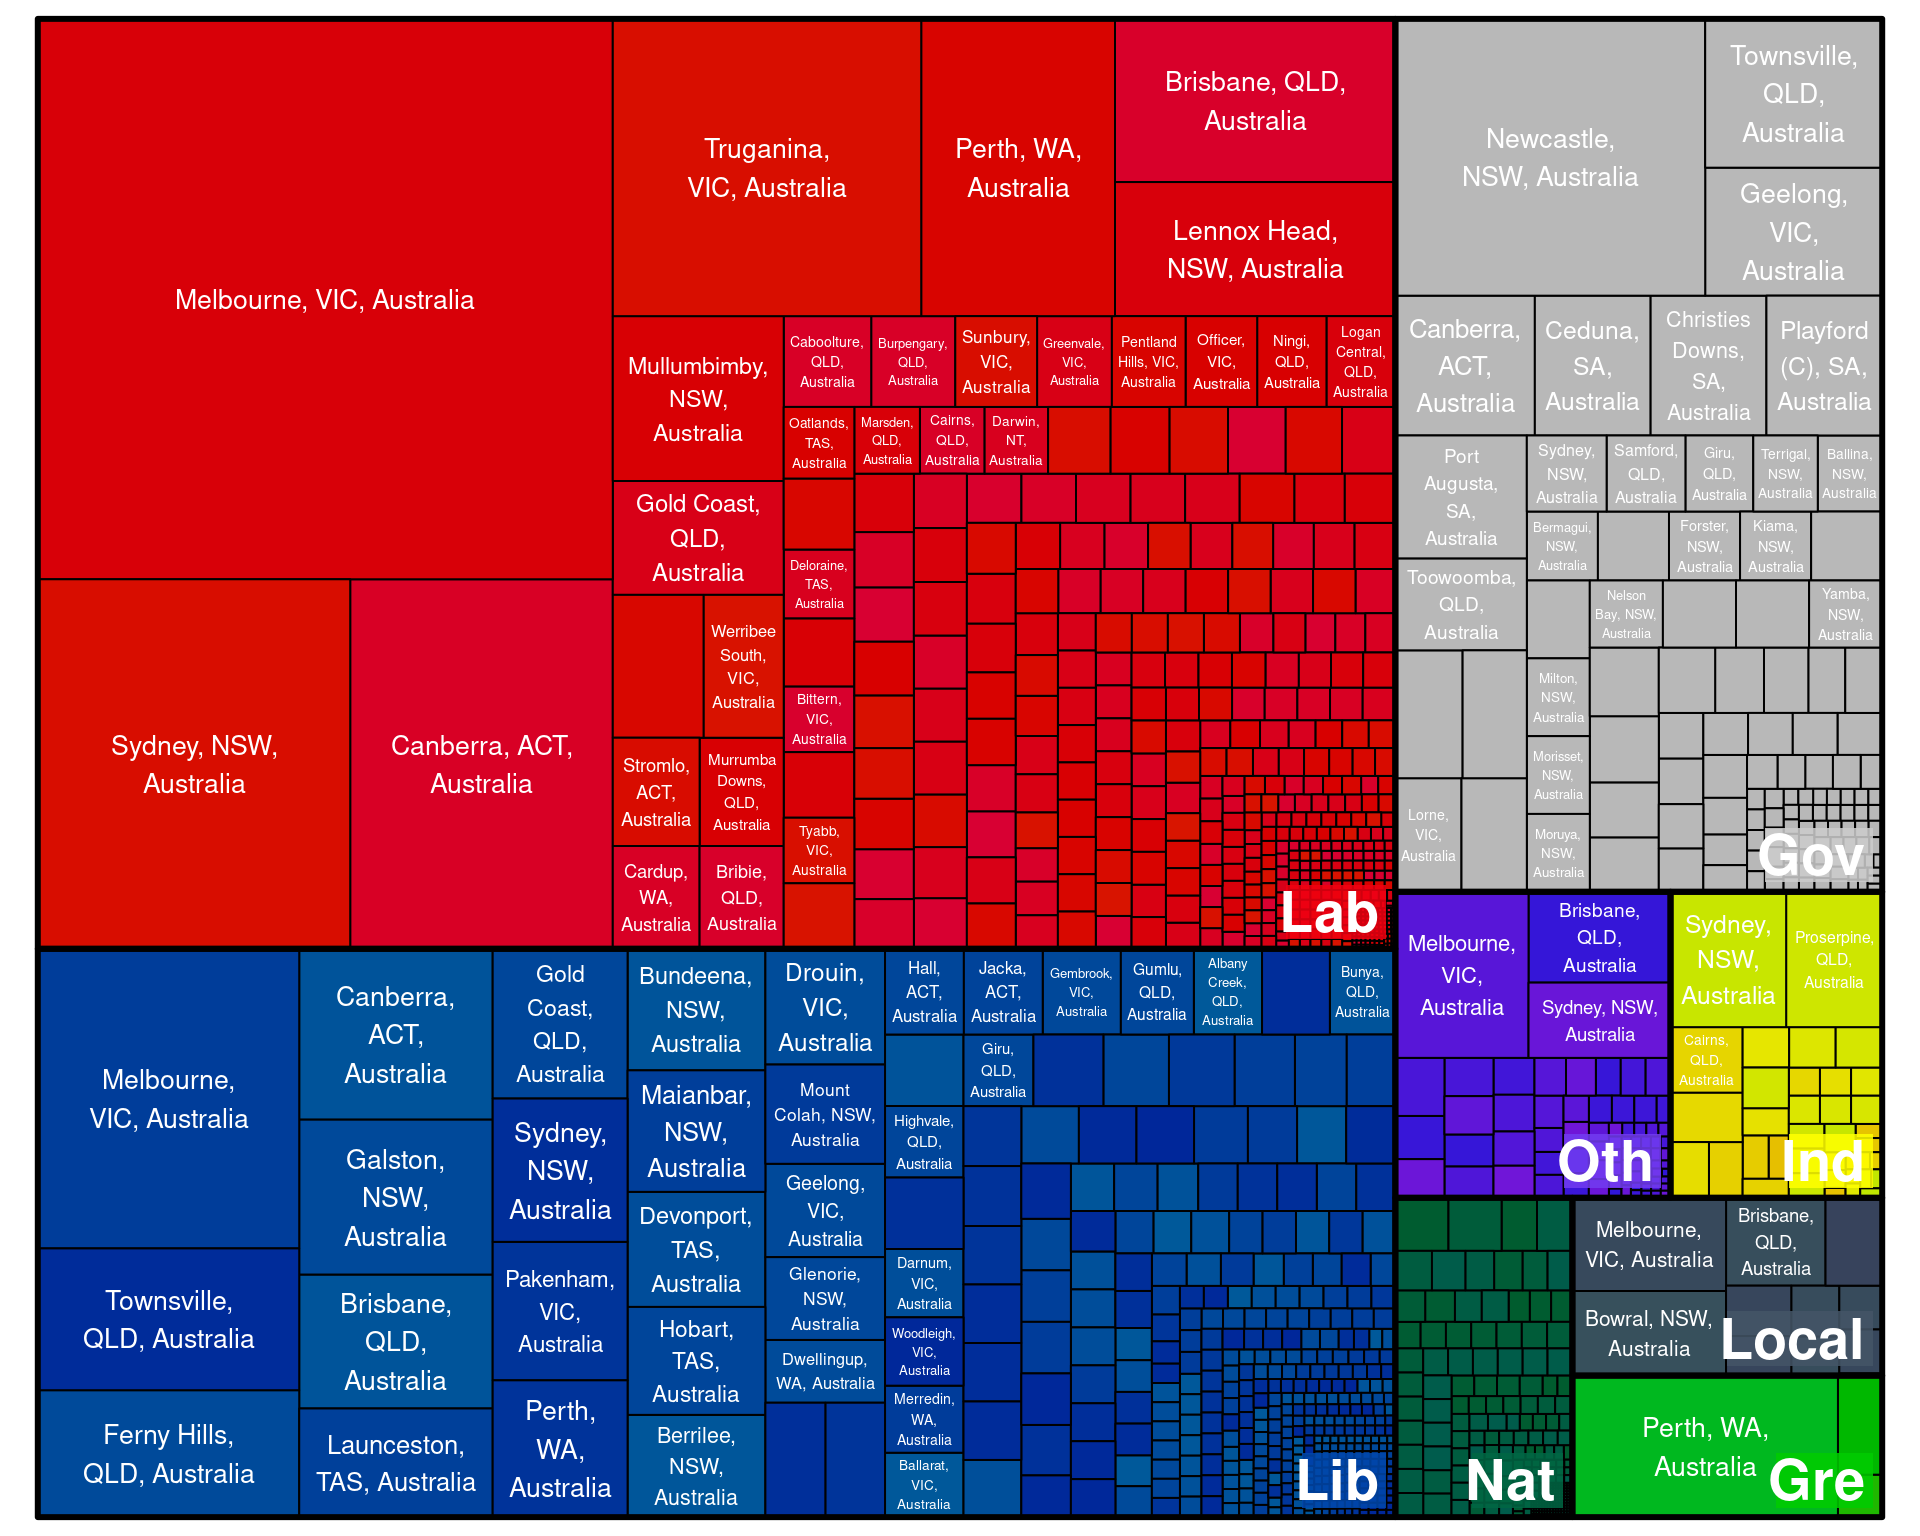 Melbourne, VIC, Australia
Sydney, NSW,
Australia
Canberra, ACT,
Australia
Truganina,
VIC, Australia
Perth, WA,
Australia
Brisbane, QLD,
Australia
Lennox Head,
NSW, Australia
Mullumbimby,
NSW,
Australia
Gold Coast,
QLD,
Australia
Werribee
South,
VIC,
Australia
Stromlo,
ACT,
Australia
Murrumba
Downs,
QLD,
Australia
Cardup,
WA,
Australia
Bribie,
QLD,
Australia
Caboolture,
QLD,
Australia
Burpengary,
QLD,
Australia
Sunbury,
VIC,
Australia
Greenvale,
VIC,
Australia
Pentland
Hills, VIC,
Australia
Officer,
VIC,
Australia
Ningi,
QLD,
Australia
Logan
Central,
QLD,
Australia
Oatlands,
TAS,
Australia
Marsden,
QLD,
Australia
Cairns,
QLD,
Australia
Darwin,
NT,
Australia
Deloraine,
TAS,
Australia
Bittern,
VIC,
Australia
Tyabb,
VIC,
Australia
Lab
Newcastle,
NSW, Australia
Townsville,
QLD,
Australia
Geelong,
VIC,
Australia
Canberra,
ACT,
Australia
Ceduna,
SA,
Australia
Christies
Downs,
SA,
Australia
Playford
(C), SA,
Australia
Port
Augusta,
SA,
Australia
Toowoomba,
QLD,
Australia
Lorne,
VIC,
Australia
Sydney,
NSW,
Australia
Samford,
QLD,
Australia
Giru,
QLD,
Australia
Terrigal,
NSW,
Australia
Ballina,
NSW,
Australia
Bermagui,
NSW,
Australia
Forster,
NSW,
Australia
Kiama,
NSW,
Australia
Nelson
Bay, NSW,
Australia
Yamba,
NSW,
Australia
Milton,
NSW,
Australia
Morisset,
NSW,
Australia
Moruya,
NSW,
Australia
Gov
Melbourne,
VIC, Australia
Townsville,
QLD, Australia
Ferny Hills,
QLD, Australia
Canberra,
ACT,
Australia
Galston,
NSW,
Australia
Brisbane,
QLD,
Australia
Launceston,
TAS, Australia
Gold
Coast,
QLD,
Australia
Sydney,
NSW,
Australia
Pakenham,
VIC,
Australia
Perth,
WA,
Australia
Bundeena,
NSW,
Australia
Maianbar,
NSW,
Australia
Devonport,
TAS,
Australia
Hobart,
TAS,
Australia
Berrilee,
NSW,
Australia
Drouin,
VIC,
Australia
Mount
Colah, NSW,
Australia
Geelong,
VIC,
Australia
Glenorie,
NSW,
Australia
Dwellingup,
WA, Australia
Hall,
ACT,
Australia
Jacka,
ACT,
Australia
Gembrook,
VIC,
Australia
Gumlu,
QLD,
Australia
Albany
Creek,
QLD,
Australia
Bunya,
QLD,
Australia
Giru,
QLD,
Australia
Highvale,
QLD,
Australia
Darnum,
VIC,
Australia
Woodleigh,
VIC,
Australia
Merredin,
WA,
Australia
Ballarat,
VIC,
Australia
Lib
Melbourne,
VIC,
Australia
Brisbane,
QLD,
Australia
Sydney, NSW,
Australia
Oth
Sydney,
NSW,
Australia
Proserpine,
QLD,
Australia
Cairns,
QLD,
Australia
Ind
Nat
Melbourne,
VIC, Australia
Brisbane,
QLD,
Australia
Bowral, NSW,
Australia
Local
Perth, WA,
Australia
Gre